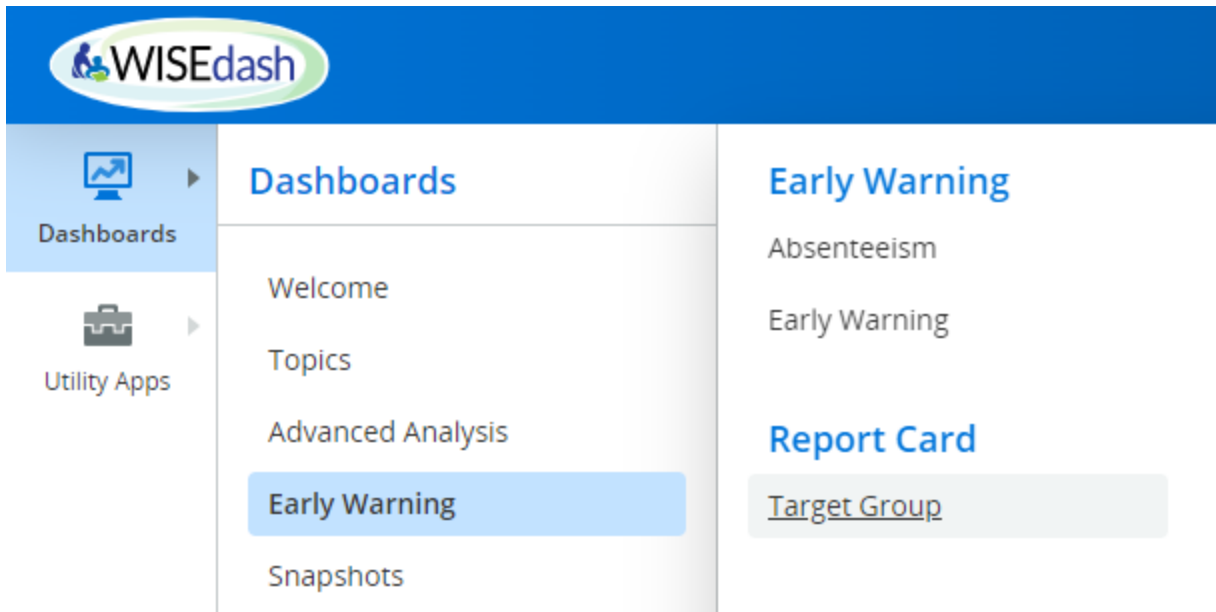 WISEdash
Dashboards
Utility Apps
Dashboards
Welcome
Topics
Advanced Analysis
Early Warning
Snapshots
Early Warning
Absenteeism
Early Warning
Report Card
Target Group